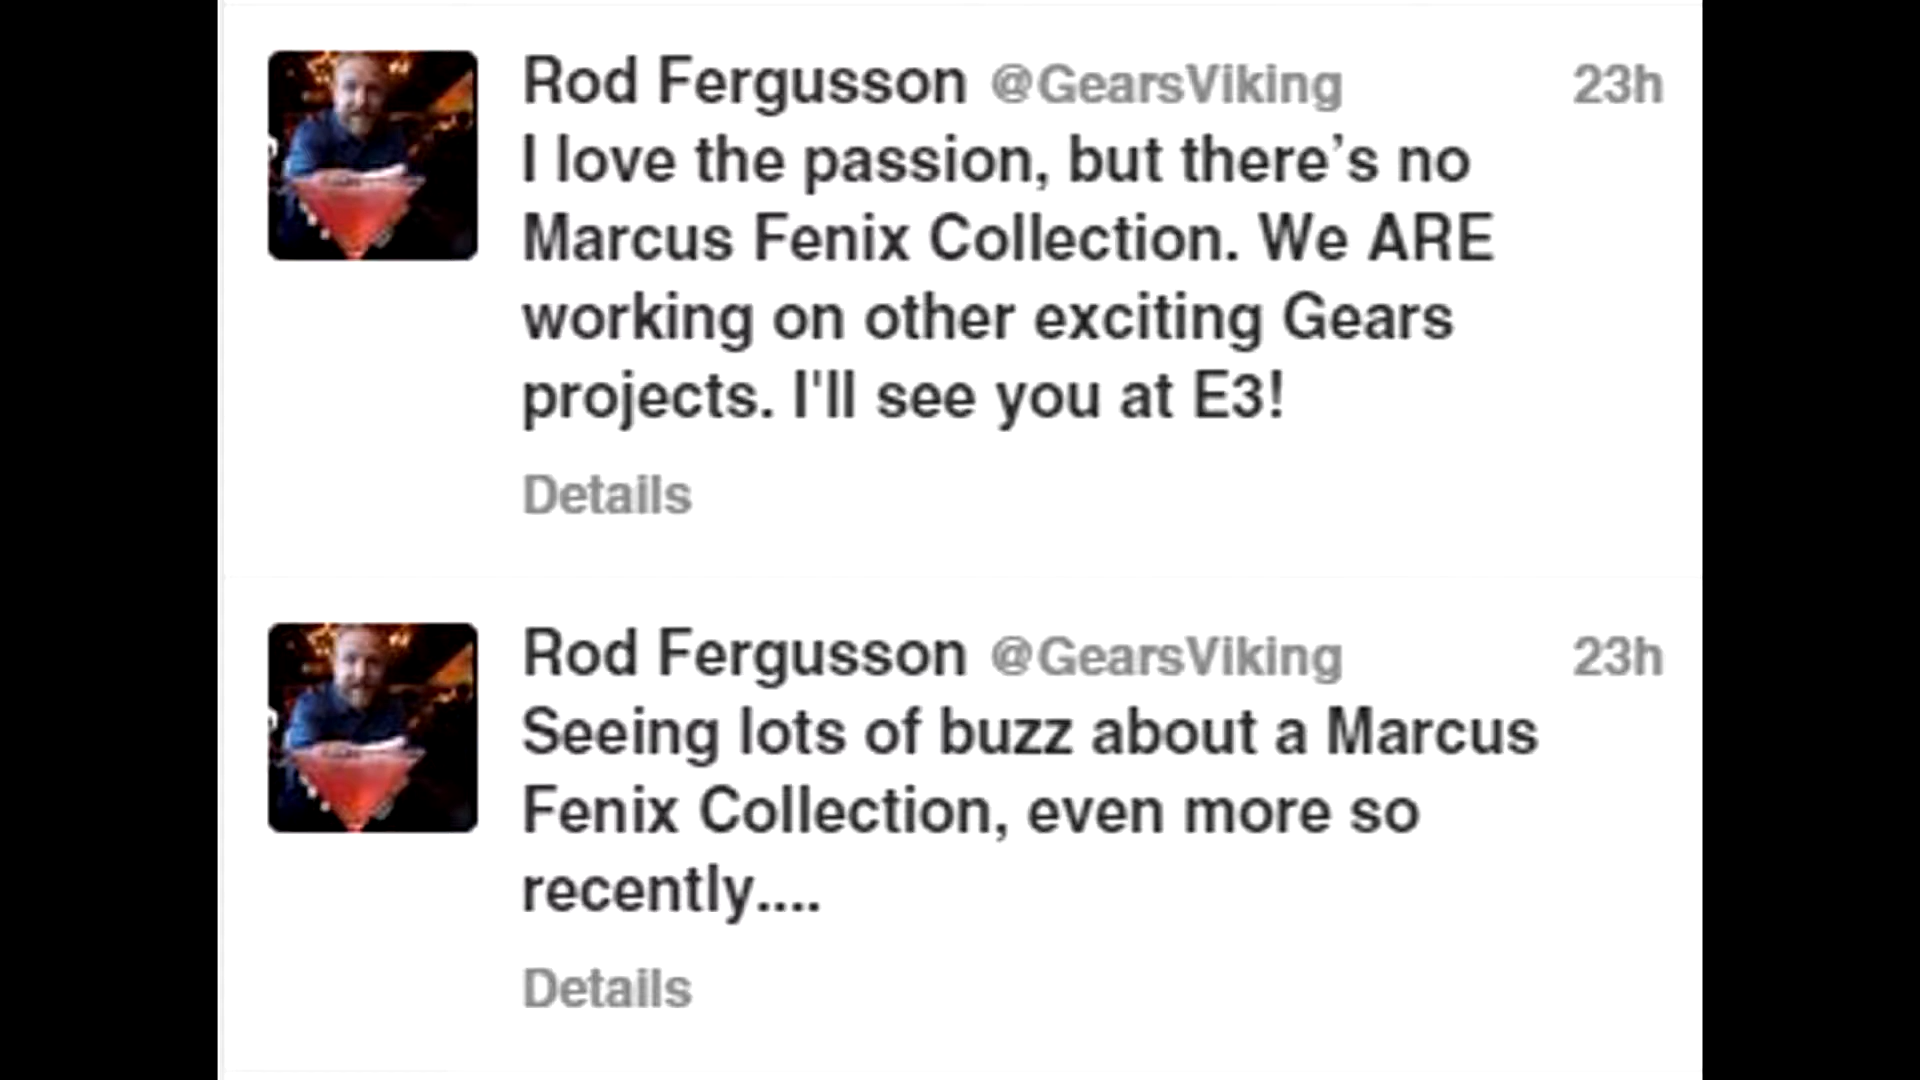 Rod Fergusson @GearsViking 23h
I love the passion, but there’s no
Marcus Fenix Collection. We ARE
working on other exciting Gears
projects. I'll see you at E3!
Details
Rod Fergusson @GearsViking 23h
Seeing lots of buzz about a Marcus
Fenix Collection, even more so
recently....
Details